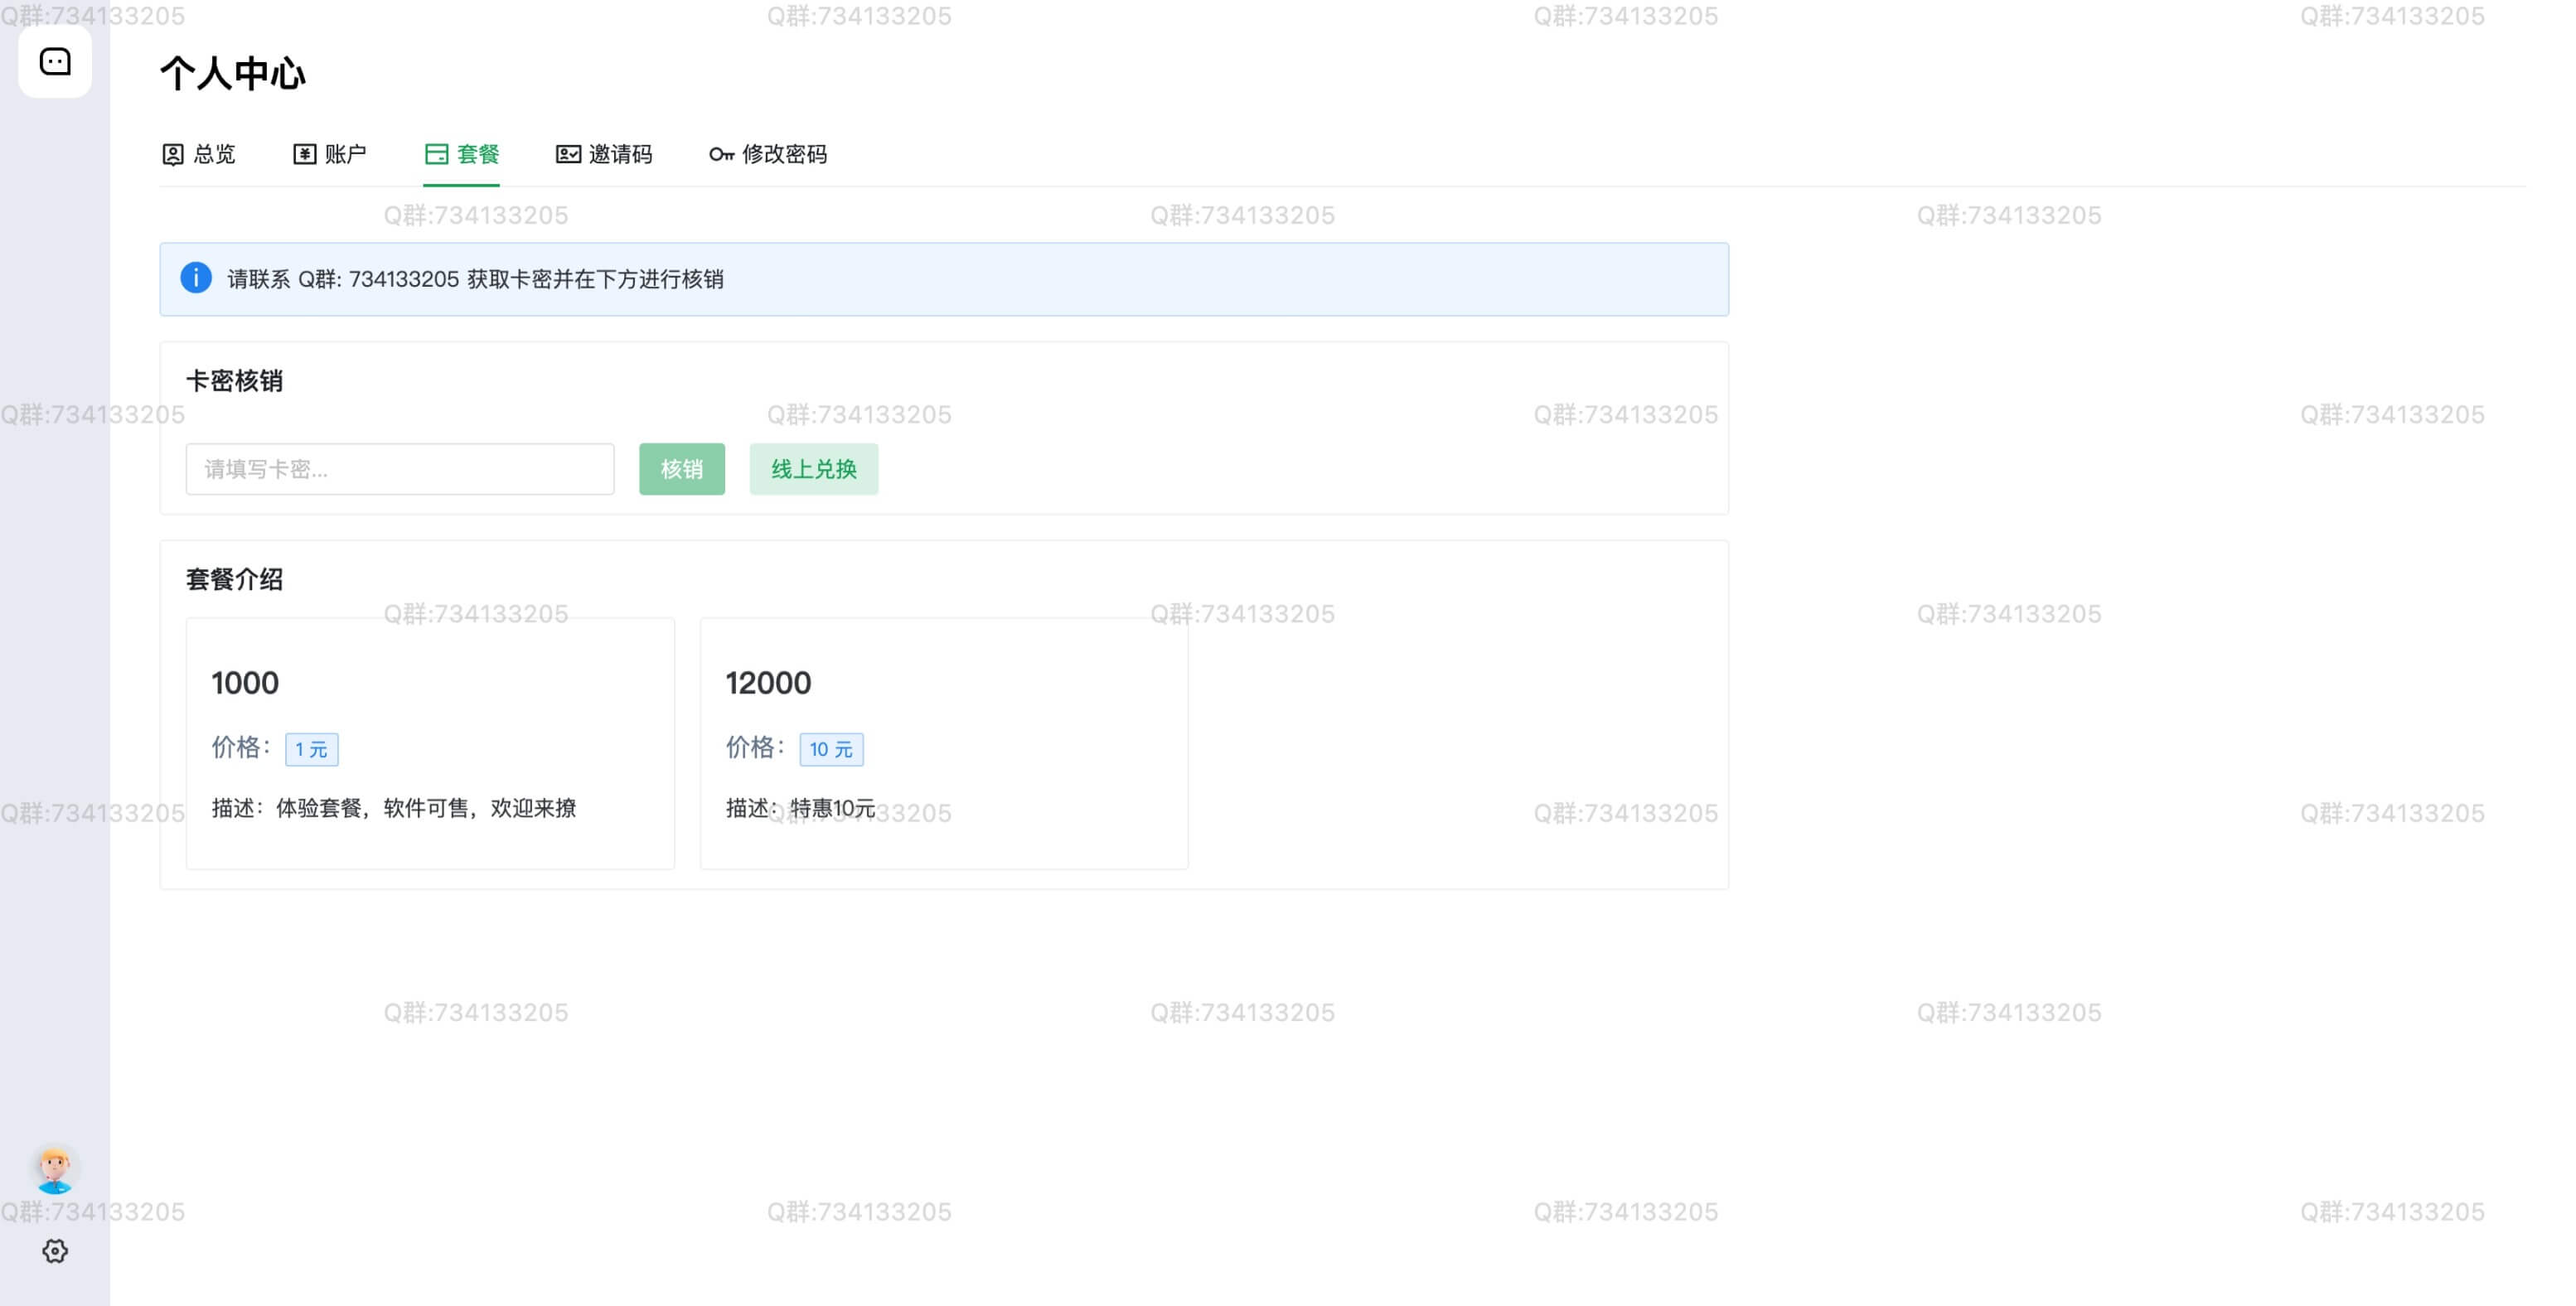 Q群:734133205 Q群:734133205 Q群:734133205 Q群:734133205
个人中心
总览 账户 套餐 邀请码 修改密码
Q群:734133205 Q群:734133205 Q群:734133205
请联系 Q群: 734133205 获取卡密并在下方进行核销
卡密核销
Q群:734133205 Q群:734133205 Q群:734133205 Q群:734133205
请填写卡密... 核销 线上兑换
套餐介绍
Q群:734133205 Q群:734133205 Q群:734133205
1000
价格： 1 元
描述：体验套餐，软件可售，欢迎来撩
12000
价格： 10 元
描述：特惠10元
Q群:734133205 Q群:734133205 Q群:734133205 Q群:734133205
Q群:734133205 Q群:734133205 Q群:734133205
Q群:734133205 Q群:734133205 Q群:734133205 Q群:734133205